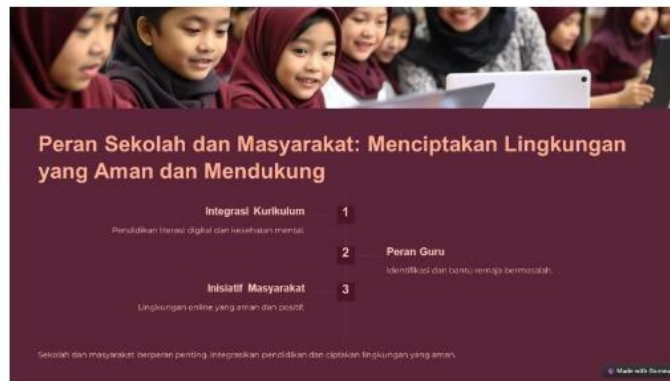 Peran Sekolah dan Masyarakat: Menciptakan Lingkungan
yang Aman dan Mendukung
Integrasi Kurikulum
1
Pendidikan literasi digital dan kesehatan mental.
2
Peran Guru
Identifikasi dan bantu remaja bermasalah.
Inisiatif Masyarakat
3
Lingkungan online yang aman dan positif.
Sekolah dan masyarakat berperan penting. Integrasikan pendidikan dan ciptakan lingkungan yang aman.
Made with